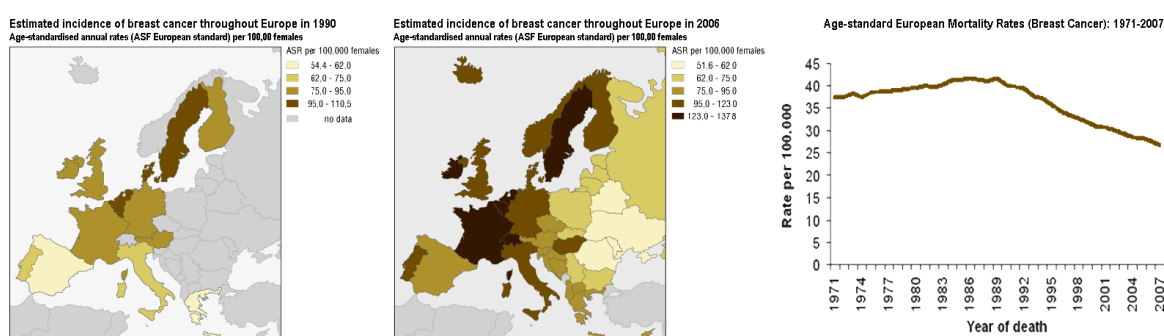 Estimated incidence of breast cancer throughout Europe in 1990
Age-standardised annual rates (ASF European standard) per 100,00 females
ASR per 100,000 females
54,4 - 62,0
62,0 - 75,0
75,0 - 95,0
95,0 - 110,5
no data
Estimated incidence of breast cancer throughout Europe in 2006
Age-standardised annual rates (ASF European standard) per 100,00 females
ASR per 100,000 females
51,6 - 62,0
62,0 - 75,0
75,0 - 95,0
95,0 - 123,0
123,0 - 137,8
Age-standard European Mortality Rates (Breast Cancer): 1971-2007
Rate per 100.000
45
40
35
30
25
20
15
10
5
0
1971
1974
1977
1980
1983
1986
1989
1992
1995
1998
2001
2004
2007
Year of death